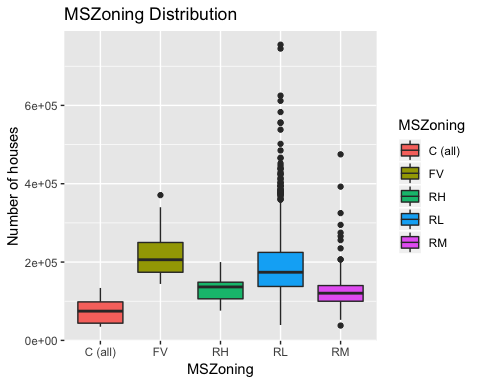 MSZoning Distribution
Number of houses
6e+05
4e+05
2e+05
0e+00
C (all) FV RH RL RM
MSZoning
MSZoning
C (all)
FV
RH
RL
RM